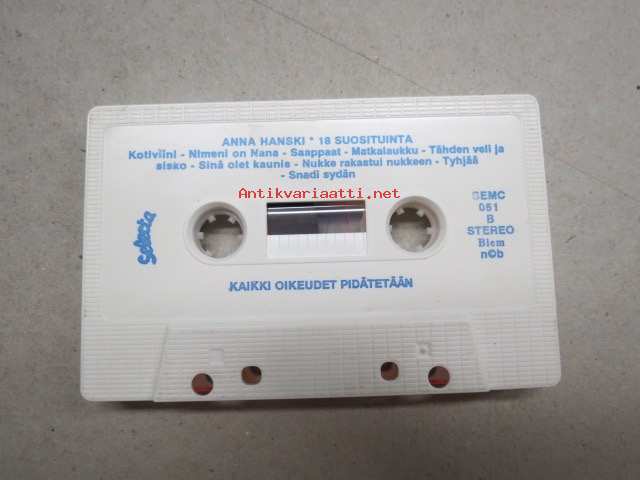 ANNA HANSKI * 18 SUOSITUINTA
Kotiviini - Nimeni on Nana - Saappaat - Matkalaukku - Tähden veli ja
sisko - Sinä olet kaunis - Nukke rakastui nukkeen - Tyhjää
- Snadi sydän
Antikvariaatti.net
Selecta
SEMC
051
B
STEREO
Biem
n©b
KAIKKI OIKEUDET PIDÄTETÄÄN